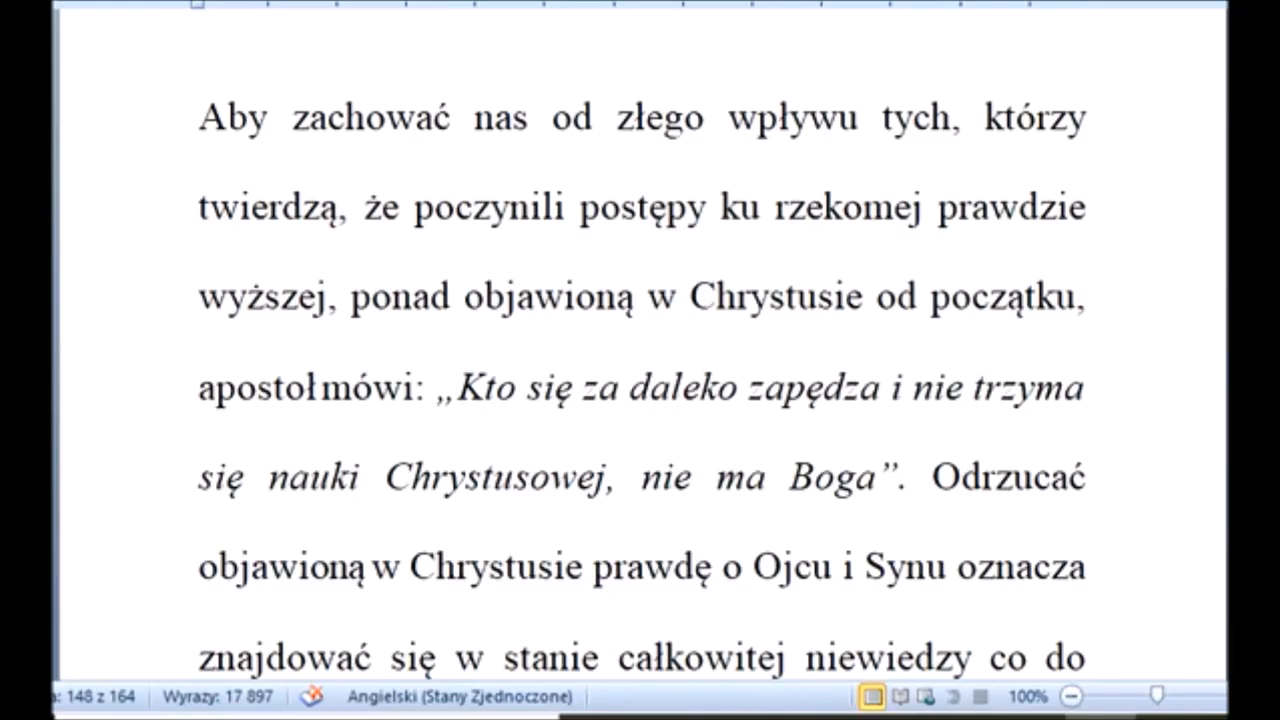 Aby zachować nas od złego wpływu tych, którzy
twierdzą, że poczynili postępy ku rzekomej prawdzie
wyższej, ponad objawioną w Chrystusie od początku,
apostoł mówi: „Kto się za daleko zapędza i nie trzyma
się nauki Chrystusowej, nie ma Boga”. Odrzucać
objawioną w Chrystusie prawdę o Ojcu i Synu oznacza
znajdować się w stanie całkowitej niewiedzy co do
: 148 z 164 Wyrazy: 17 897 Angielski (Stany Zjednoczone) 100%